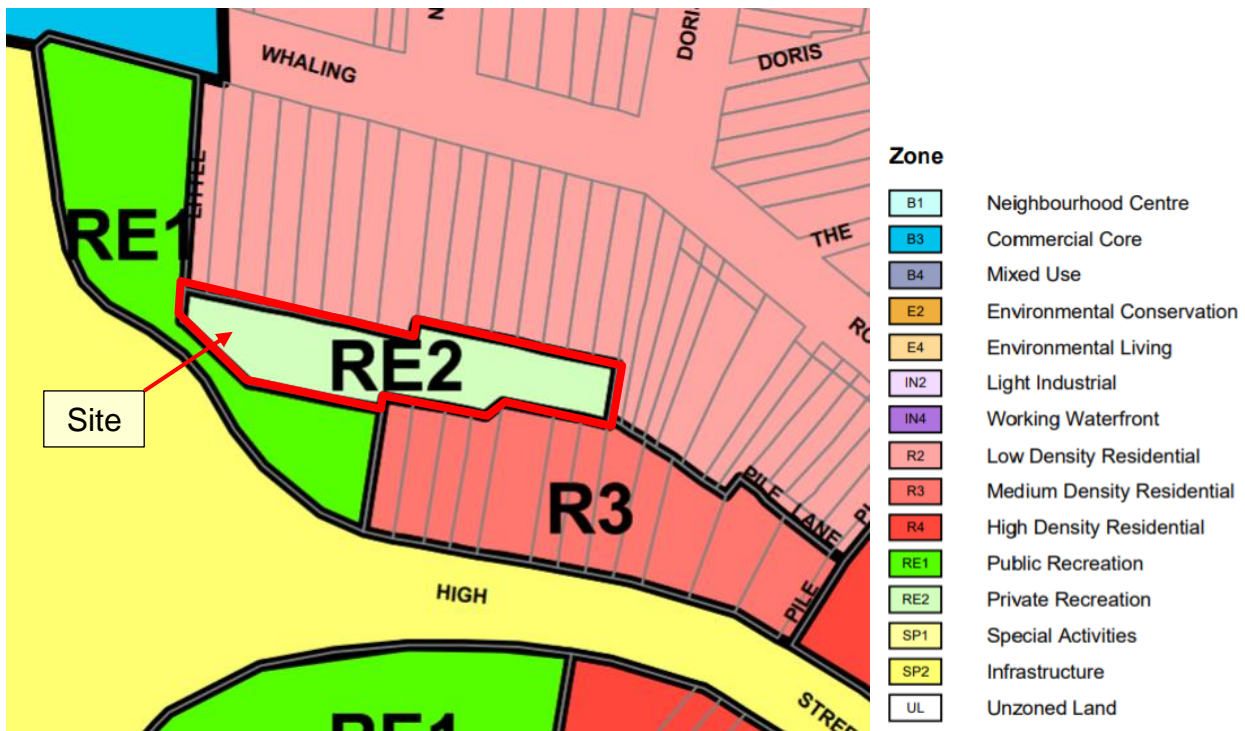 WHALING
DORIS
DORIS
LITTLE
RE1
THE
RE2
Site
R3
PILE LANE
PILE
HIGH
RE1
Zone
B1 Neighbourhood Centre
B3 Commercial Core
B4 Mixed Use
E2 Environmental Conservation
E4 Environmental Living
IN2 Light Industrial
IN4 Working Waterfront
R2 Low Density Residential
R3 Medium Density Residential
R4 High Density Residential
RE1 Public Recreation
RE2 Private Recreation
SP1 Special Activities
SP2 Infrastructure
UL Unzoned Land